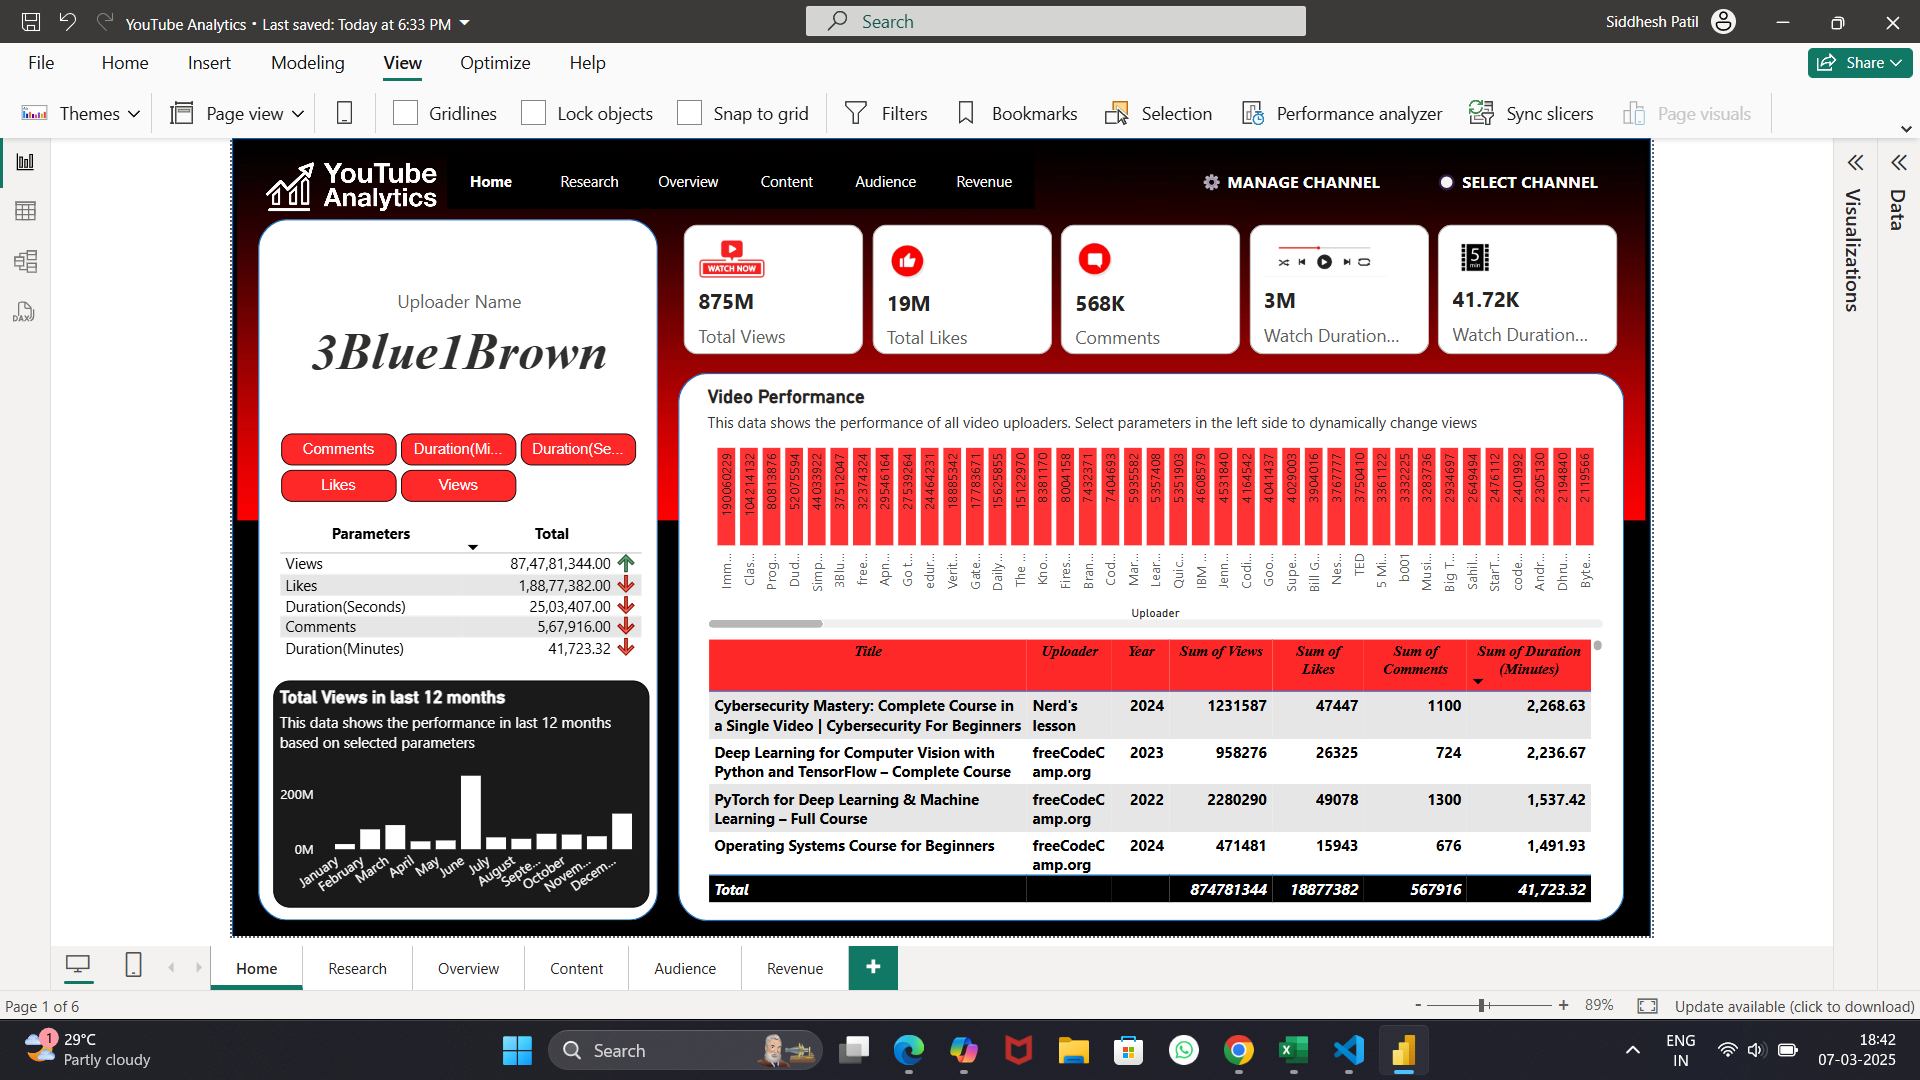 YouTube Analytics • Last saved: Today at 6:33 PM
Search
Siddhesh Patil
File Home Insert Modeling View Optimize Help
Share
Themes Page view Gridlines Lock objects Snap to grid Filters Bookmarks Selection Performance analyzer Sync slicers Page visuals
YouTube
Analytics
Home Research Overview Content Audience Revenue
MANAGE CHANNEL
SELECT CHANNEL
Visualizations
Data
DAX
Uploader Name
3Blue1Brown
Comments Duration(Mi... Duration(Se...
Likes Views
Parameters Total
Views 87,47,81,344.00
Likes 1,88,77,382.00
Duration(Seconds) 25,03,407.00
Comments 5,67,916.00
Duration(Minutes) 41,723.32
Total Views in last 12 months
This data shows the performance in last 12 months
based on selected parameters
200M
0M
January February March April May June July August Septe... October Novem... Decem...
WATCH NOW
875M
Total Views
19M
Total Likes
568K
Comments
3M
Watch Duration...
5
min
41.72K
Watch Duration...
Video Performance
This data shows the performance of all video uploaders. Select parameters in the left side to dynamically change views
190060229 104214132 80813876 52075594 44033922 37512047 32374324 29546164 27539264 24464231 18885342 17783671 15625855 15122970 8381170 8004158 7432371 7404693 5935582 5357408 5351903 4608579 4531840 4164542 4041437 4029003 3904016 3767777 3750410 3361122 3332225 3283736 2934697 2649494 2476112 2401992 2305130 2194840 2119566
Imm... Clas... Prog... Dud... Simp... 3Blu... free... Apn... Go t... edur... Verit... Gate... Daily... The ... Kno... Fires... Bran... Cod... Mar... Lear... Quic... IBM... Jenn... Codi... Goo... Supe... Bill G... Nes... TED 5 Mi... b001 Musi... Big T... Sahil... StarT... code... Andr... Dhru... Byte...
Uploader
Title Uploader Year Sum of Views Sum of Likes Sum of Comments Sum of Duration (Minutes)
Cybersecurity Mastery: Complete Course in a Single Video | Cybersecurity For Beginners Nerd's lesson 2024 1231587 47447 1100 2,268.63
Deep Learning for Computer Vision with Python and TensorFlow – Complete Course freeCodeCamp.org 2023 958276 26325 724 2,236.67
PyTorch for Deep Learning & Machine Learning – Full Course freeCodeCamp.org 2022 2280290 49078 1300 1,537.42
Operating Systems Course for Beginners freeCodeCamp.org 2024 471481 15943 676 1,491.93
Total 874781344 18877382 567916 41,723.32
Home Research Overview Content Audience Revenue +
Page 1 of 6
- + 89%
Update available (click to download)
1
29°C
Partly cloudy
Search
ENG
IN
18:42
07-03-2025